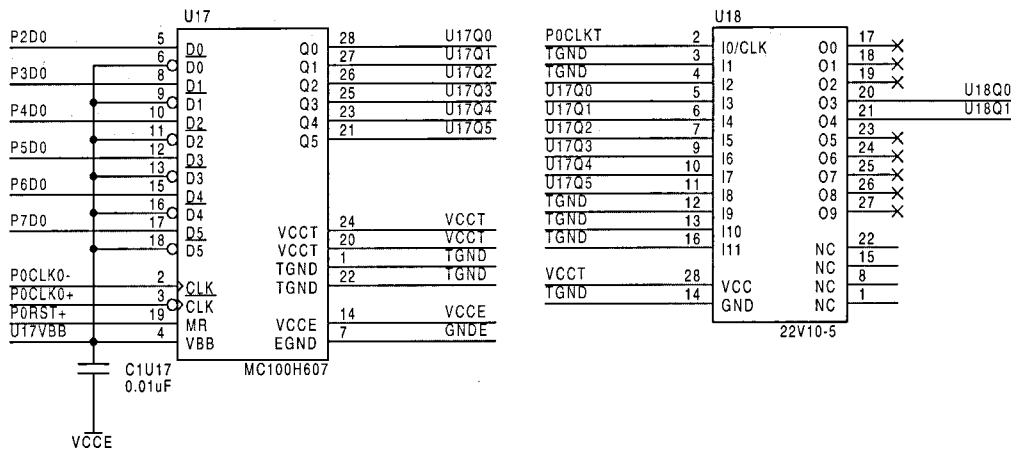 U17
P2D0 5 D0 Q0 28 U17Q0
6 D0 Q1 27 U17Q1
P3D0 8 D1 Q2 26 U17Q2
9 D1 Q3 25 U17Q3
P4D0 10 D2 Q4 23 U17Q4
11 D2 Q5 21 U17Q5
P5D0 12 D3
13 D3
P6D0 15 D4
16 D4
P7D0 17 D5 VCCT 24 VCCT
18 D5 VCCT 20 VCCT
TGND 1 TGND
P0CLK0- 2 CLK TGND 22 TGND
P0CLK0+ 3 CLK
P0RST+ 19 MR VCCE 14 VCCE
U17VBB 4 VBB EGND 7 GNDE
MC100H607
C1U17
0.01uF
VCCE
U18
P0CLKT 2 I0/CLK O0 17
TGND 3 I1 O1 18
TGND 4 I2 O2 19
U17Q0 5 I3 O3 20 U18Q0
U17Q1 6 I4 O4 21 U18Q1
U17Q2 7 I5 O5 23
U17Q3 9 I6 O6 24
U17Q4 10 I7 O7 25
U17Q5 11 I8 O8 26
TGND 12 I9 O9 27
TGND 13 I10
TGND 16 I11 NC 22
NC 15
VCCT 28 VCC NC 8
TGND 14 GND NC 1
22V10-5